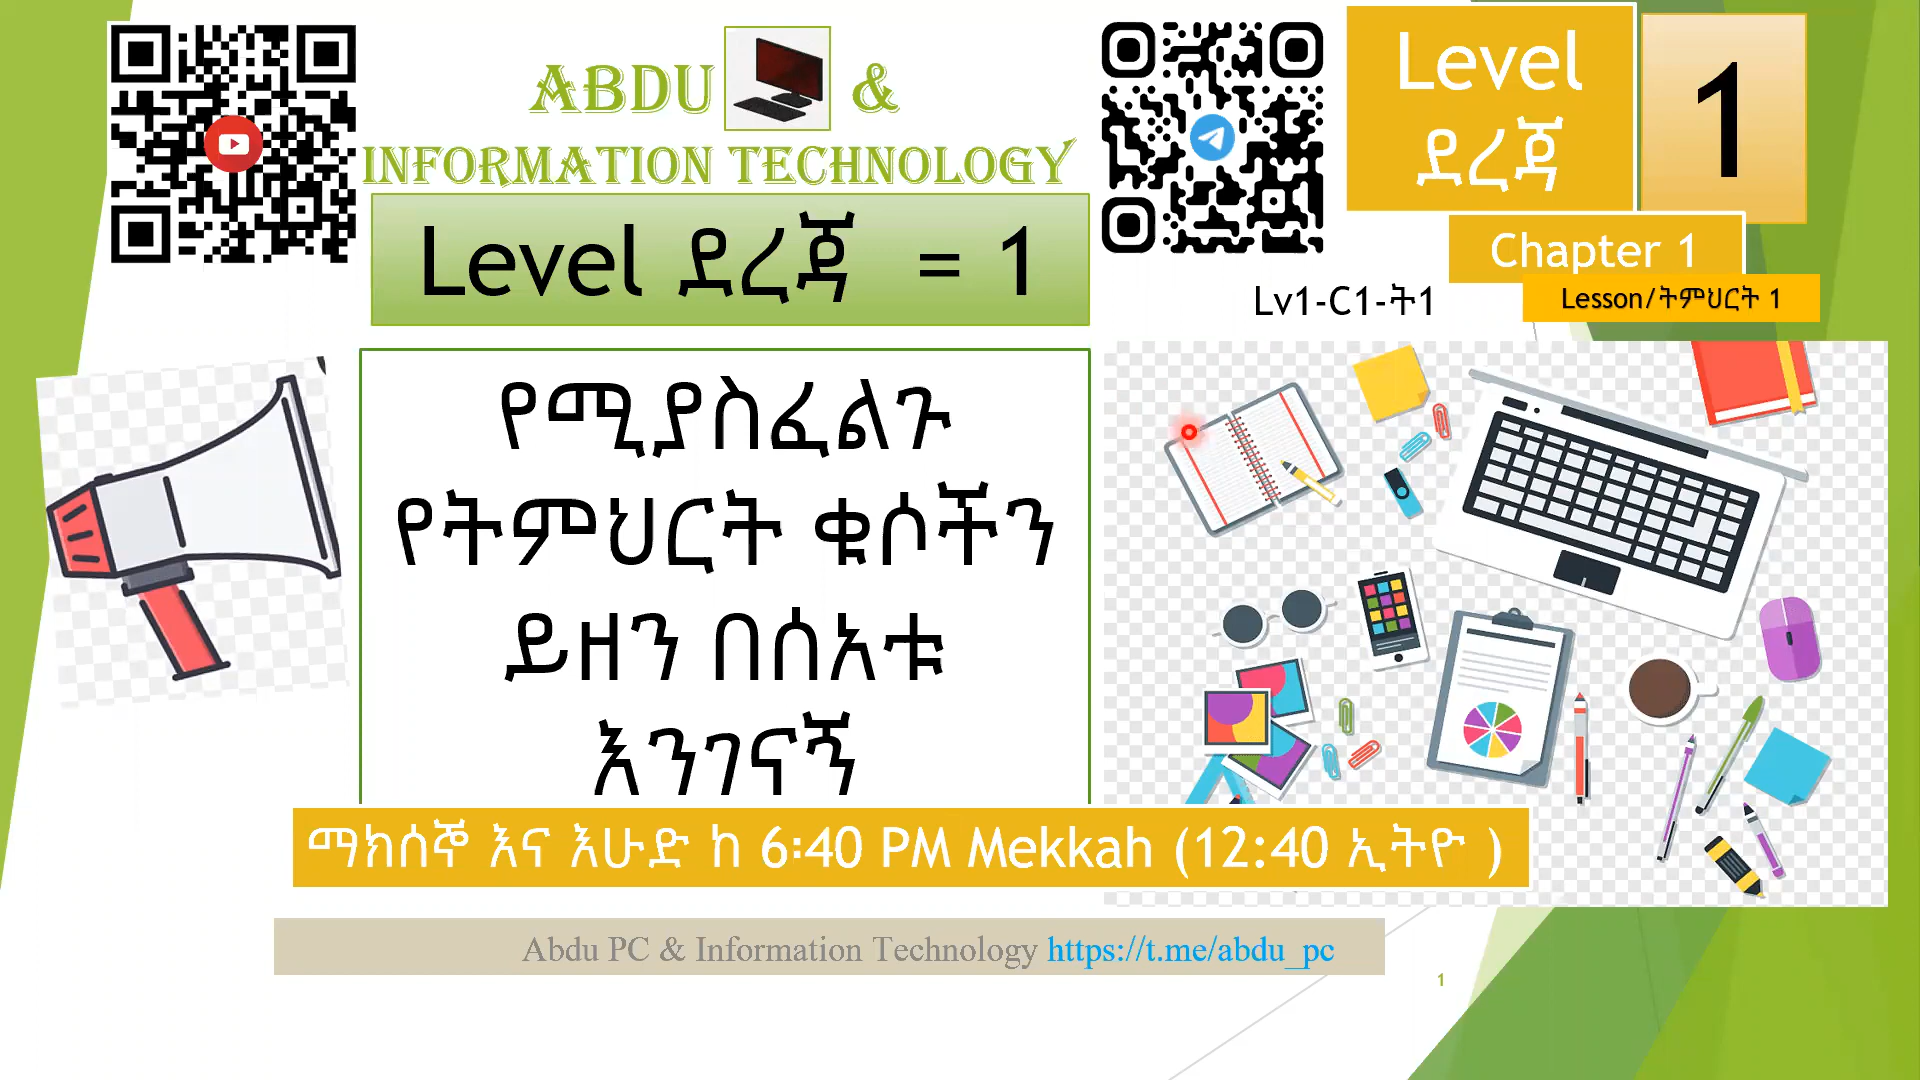 ABDU &
INFORMATION TECHNOLOGY
Level ደረጃ = 1
Level
ደረጃ
1
Chapter 1
Lesson/ትምህርት 1
Lv1-C1-ት1
የሚያስፈልጉ
የትምህርት ቁሶችን
ይዘን በሰአቱ
እንገናኝ
ማክሰኞ እና እሁድ ከ 6:40 PM Mekkah (12:40 ኢትዮ )
Abdu PC & Information Technology https://t.me/abdu_pc
1